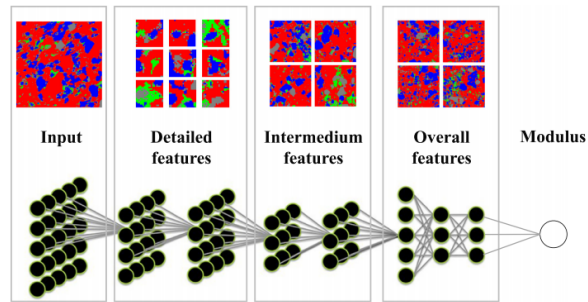 Input
Detailed
features
Intermedium
features
Overall
features
Modulus